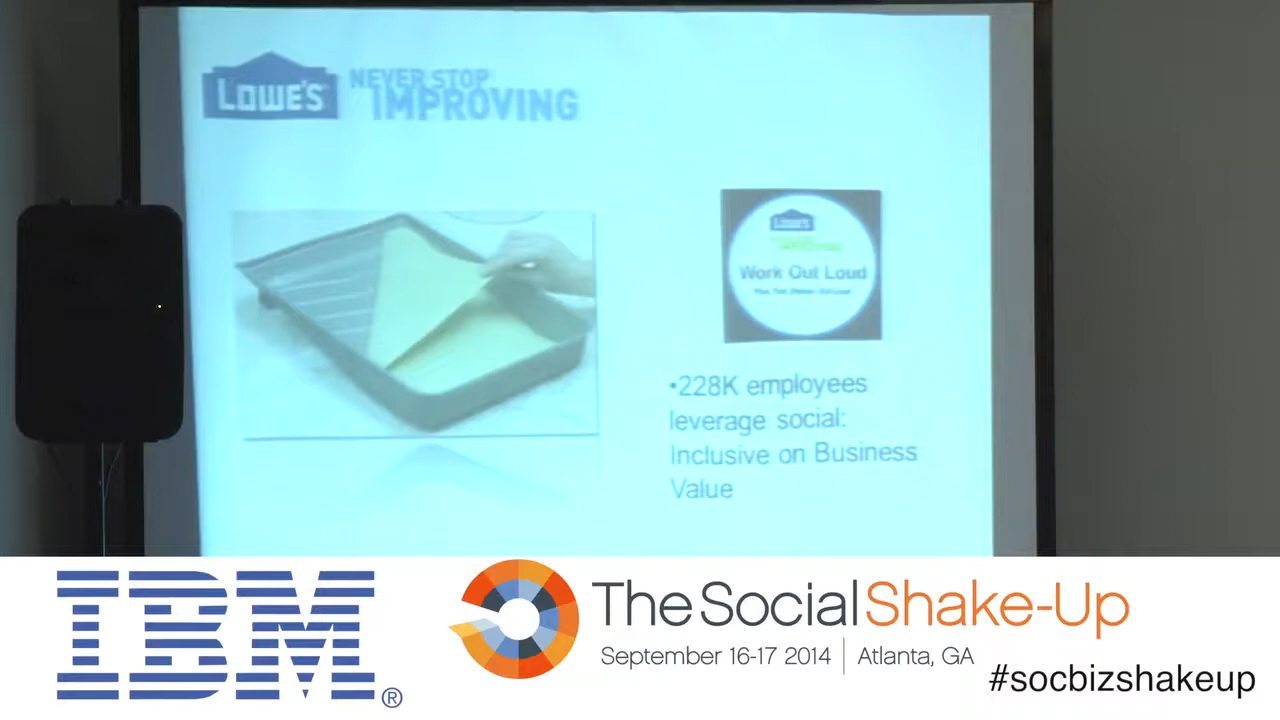 LOWE'S
NEVER STOP
IMPROVING
LOWE'S
Work Out Loud
•228K employees
leverage social:
Inclusive on Business
Value
IBM®
The Social Shake-Up
September 16-17 2014 | Atlanta, GA
#socbizshakeup